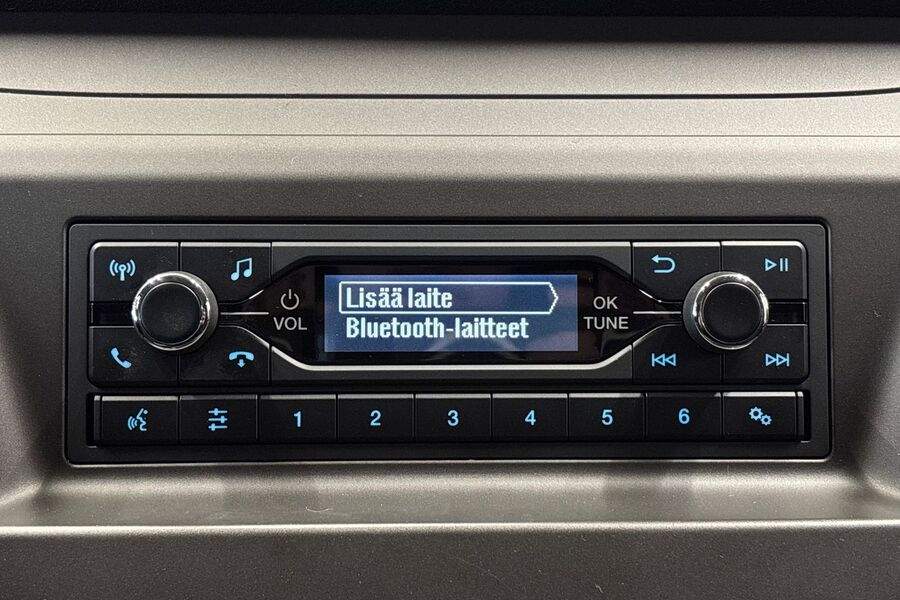 Lisää laite
Bluetooth-laitteet
VOL
OK
TUNE
1 2 3 4 5 6